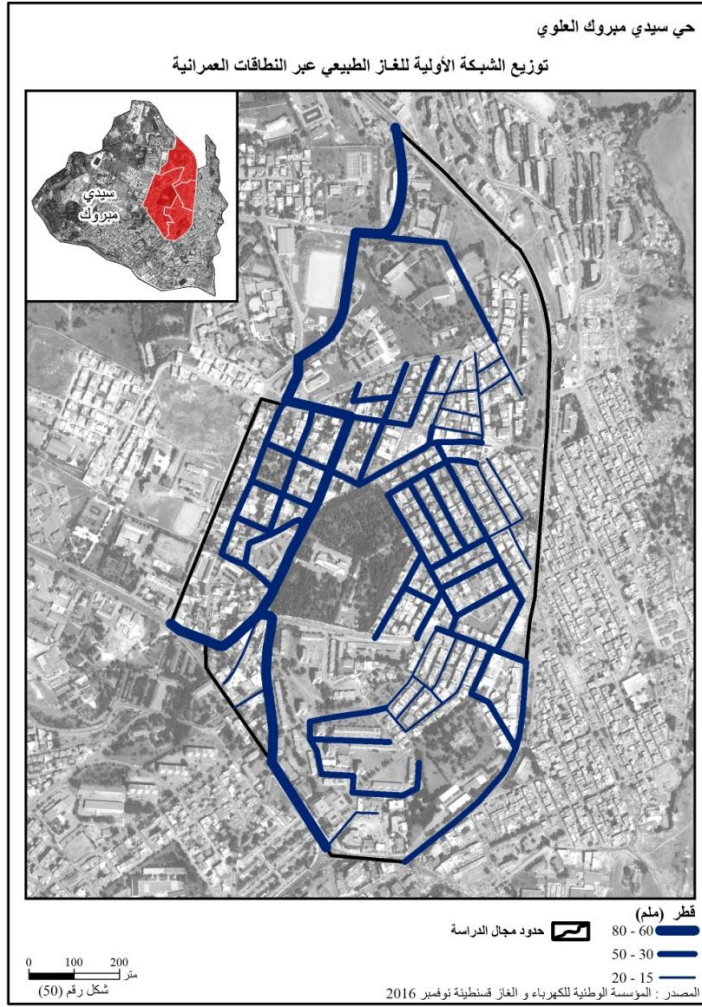 حي سيدي مبروك العلوي
توزيع الشبكة الأولية للغاز الطبيعي عبر النطاقات العمرانية
سيدي
مبروك
قطر (ملم)
80 - 60
50 - 30
20 - 15
حدود مجال الدراسة
0 100 200
متر
شكل رقم (50)
المصدر : المؤسسة الوطنية للكهرباء و الغاز قسنطينة نوفمبر 2016